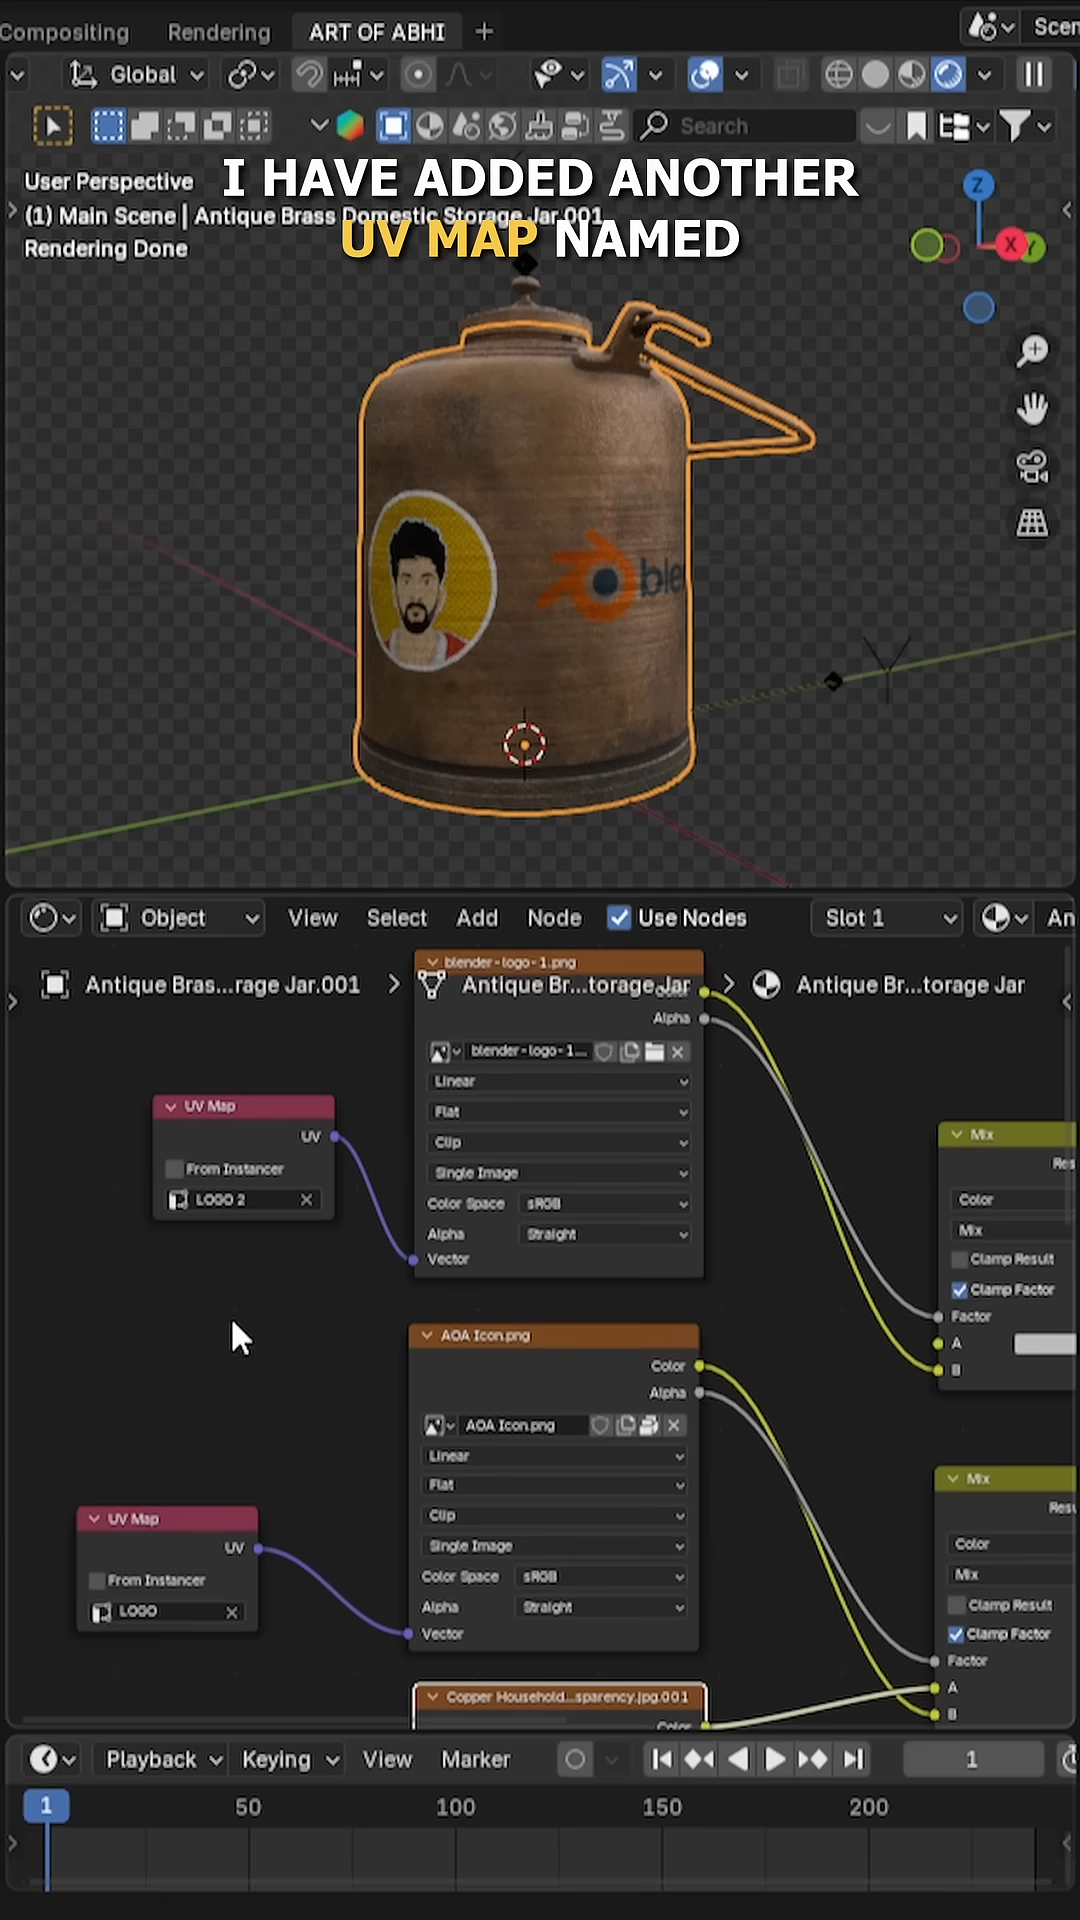 Compositing Rendering ART OF ABHI + Scen
Global
Search
User Perspective
(1) Main Scene | Antique Brass Domestic Storage Jar.001
Rendering Done
I HAVE ADDED ANOTHER
UV MAP NAMED
Z
X
Y
ble
Object View Select Add Node Use Nodes Slot 1 An
blender-logo-1.png
Antique Bras...rage Jar.001 > Antique Br...torage Jar > Antique Br...torage Jar
Alpha
blender-logo-1...
Linear
Flat
Clip
Single Image
Color Space sRGB
Alpha Straight
Vector
UV Map
UV
From Instancer
LOGO 2
Mix
Res
Color
Mix
Clamp Result
Clamp Factor
Factor
A
B
AOA Icon.png
Color
Alpha
AOA Icon.png
Linear
Flat
Clip
Single Image
Color Space sRGB
Alpha Straight
Vector
UV Map
UV
From Instancer
LOGO
Mix
Resu
Color
Mix
Clamp Result
Clamp Factor
Factor
A
B
Copper Household...sparency.jpg.001
Color
Playback Keying View Marker 1
1 50 100 150 200